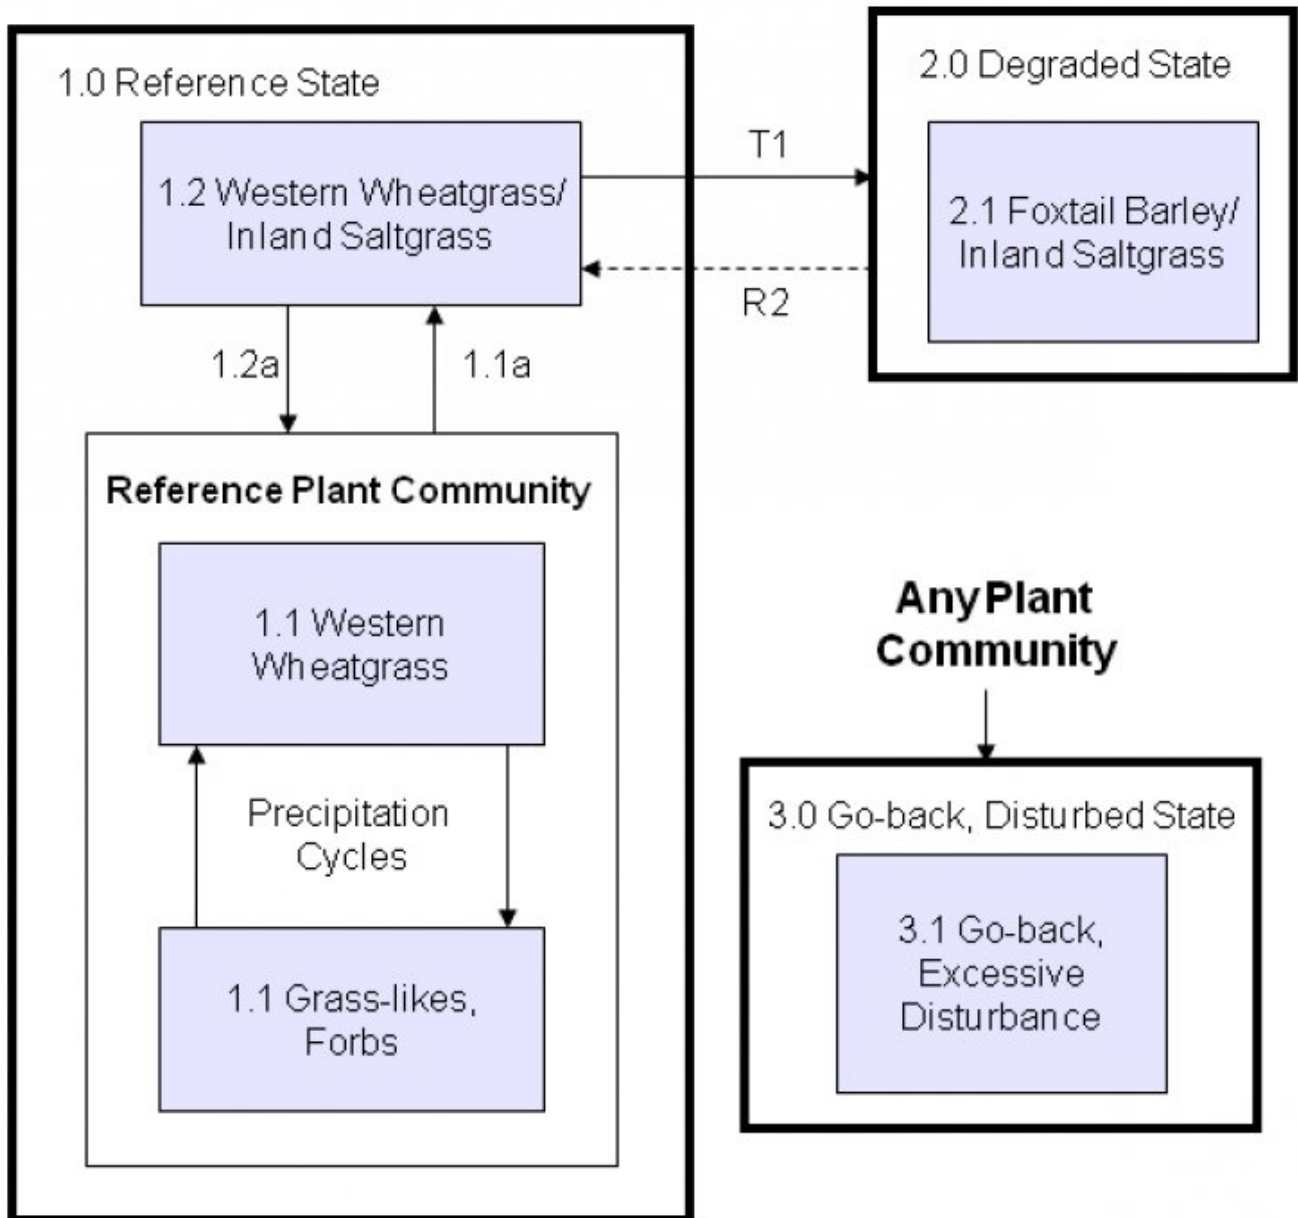 1.0 Reference State
1.2 Western Wheatgrass/
Inland Saltgrass
T1
R2
2.0 Degraded State
2.1 Foxtail Barley/
Inland Saltgrass
1.2a
1.1a
Reference Plant Community
1.1 Western
Wheatgrass
Precipitation
Cycles
1.1 Grass-likes,
Forbs
Any Plant
Community
3.0 Go-back, Disturbed State
3.1 Go-back,
Excessive
Disturbance